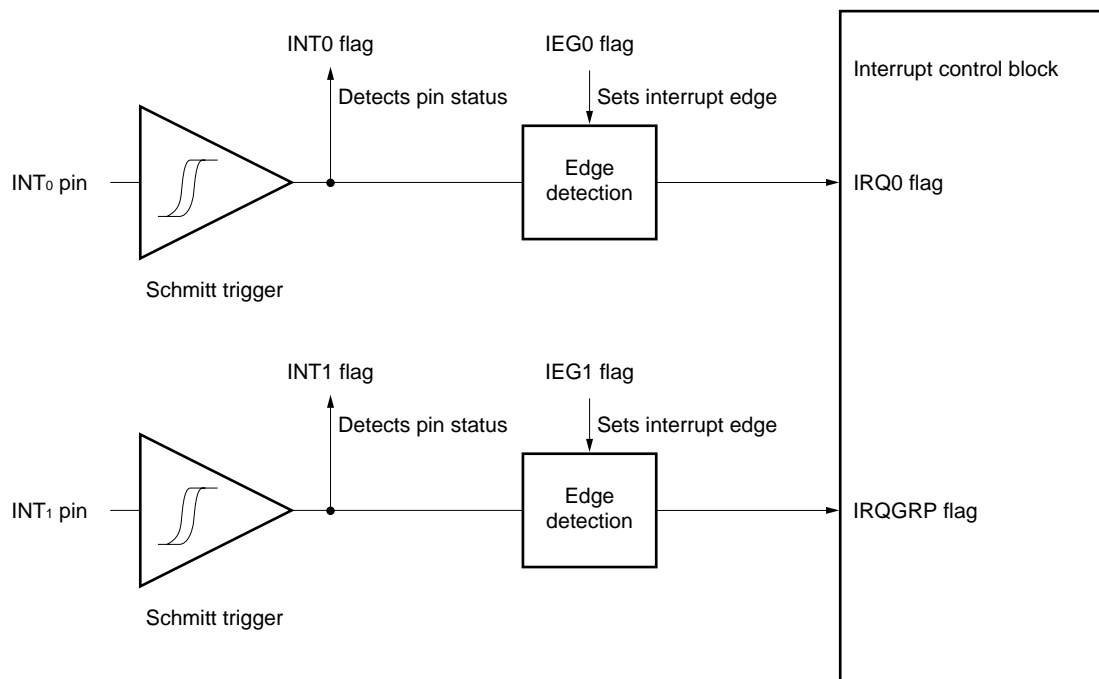 INT0 flag
IEG0 flag
Interrupt control block
Detects pin status
Sets interrupt edge
INT0 pin
Edge
detection
IRQ0 flag
Schmitt trigger
INT1 flag
IEG1 flag
Detects pin status
Sets interrupt edge
INT1 pin
Edge
detection
IRQGRP flag
Schmitt trigger